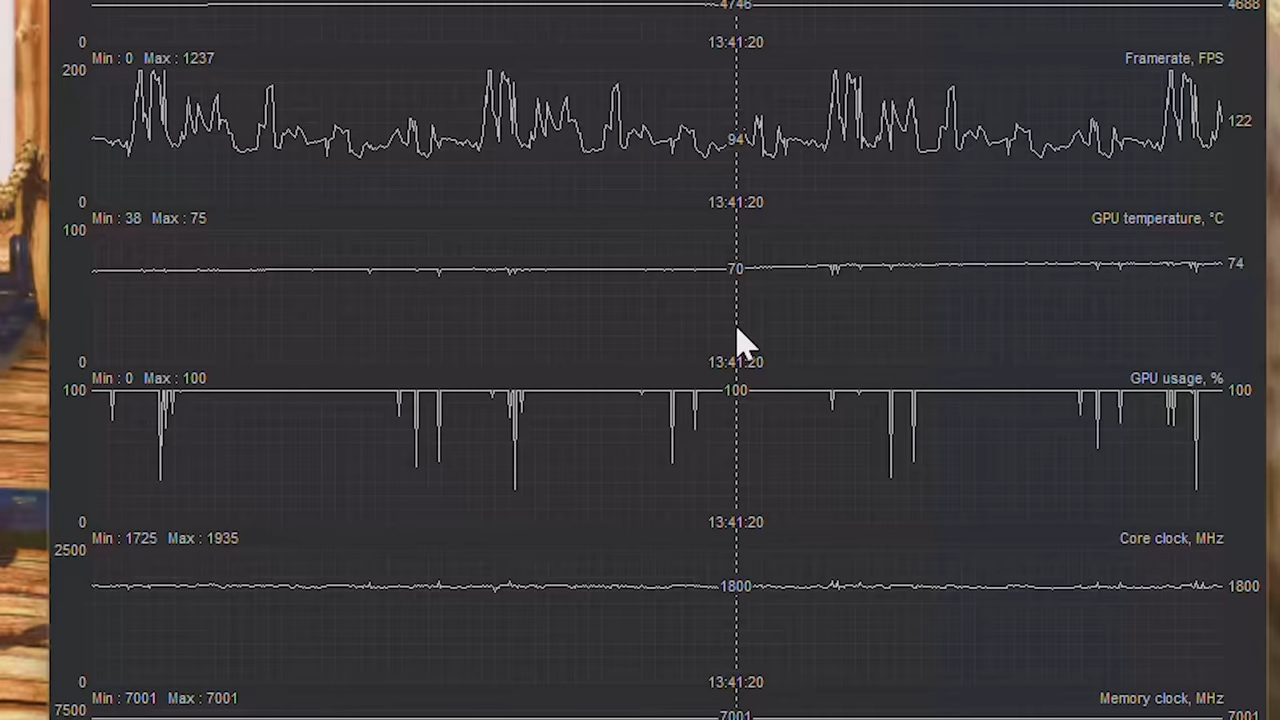 4746 4688
0 13:41:20
Min : 0 Max : 1237 Framerate, FPS
200
94 122
0 13:41:20
Min : 38 Max : 75 GPU temperature, °C
100
70 74
0 13:41:20
Min : 0 Max : 100 GPU usage, %
100 100 100
0 13:41:20
Min : 1725 Max : 1935 Core clock, MHz
2500
1800 1800
0 13:41:20
Min : 7001 Max : 7001 Memory clock, MHz
7500 7001 7001